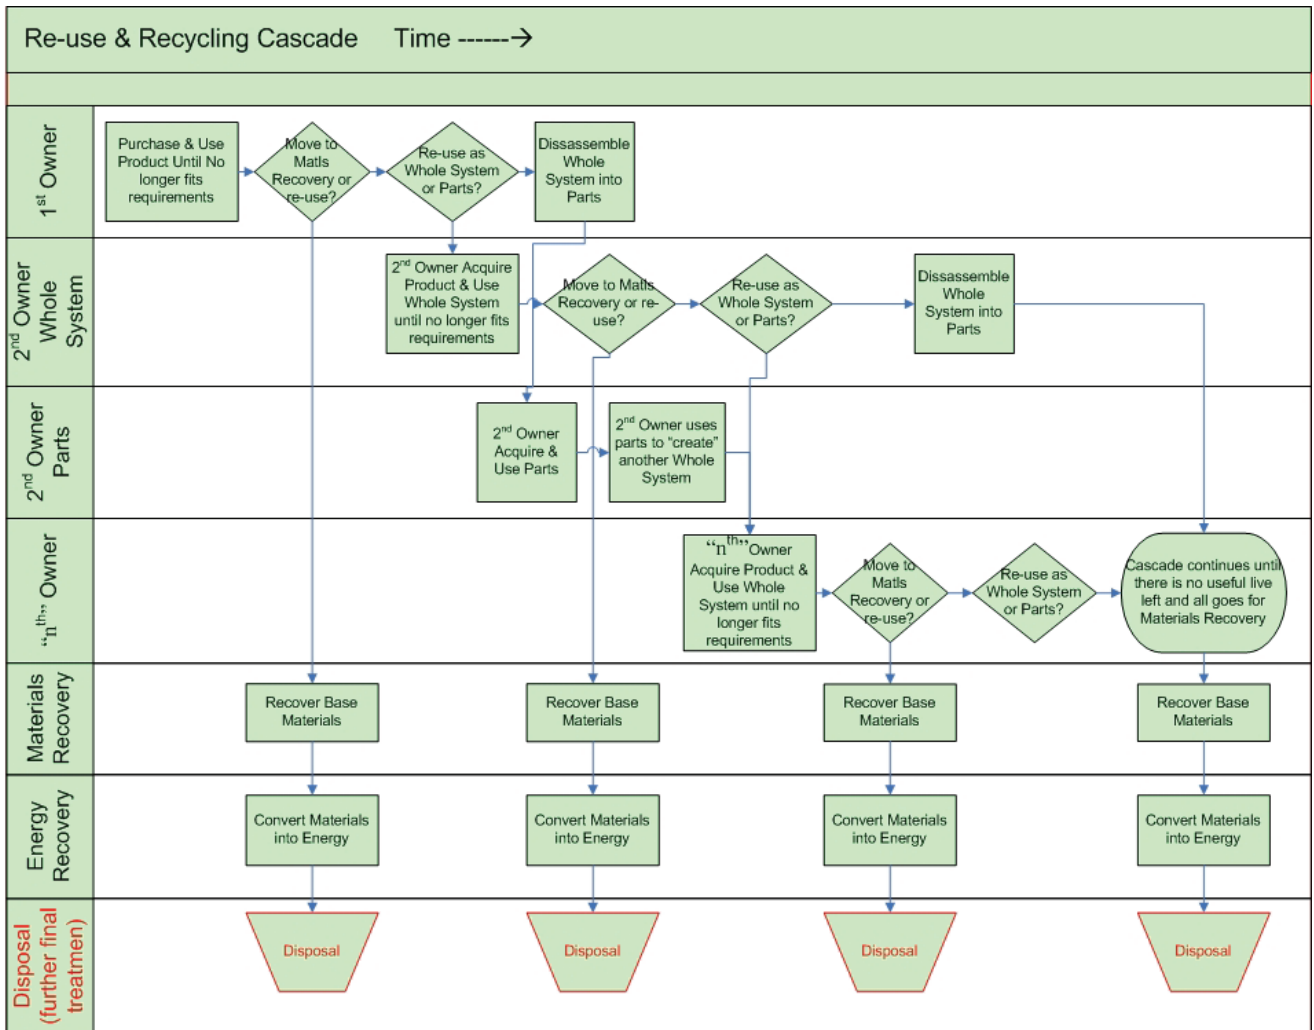 Re-use & Recycling Cascade Time ------→
1st Owner
Purchase & Use
Product Until No
longer fits
requirements
Move to
Matls
Recovery or
re-use?
Re-use as
Whole System
or Parts?
Disassemble
Whole
System into
Parts
2nd Owner
Whole
System
2nd Owner Acquire
Product & Use
Whole System
until no longer fits
requirements
Move to Matls
Recovery or re-
use?
Re-use as
Whole System
or Parts?
Dissassemble
Whole
System into
Parts
2nd Owner
Parts
2nd Owner
Acquire &
Use Parts
2nd Owner uses
parts to “create”
another Whole
System
“nth” Owner
“nth” Owner
Acquire Product &
Use Whole
System until no
longer fits
requirements
Move to
Matls
Recovery or
re-use?
Re-use as
Whole System
or Parts?
Cascade continues until
there is no useful live
left and all goes for
Materials Recovery
Materials
Recovery
Recover Base
Materials
Recover Base
Materials
Recover Base
Materials
Recover Base
Materials
Energy
Recovery
Convert Materials
into Energy
Convert Materials
into Energy
Convert Materials
into Energy
Convert Materials
into Energy
Disposal
(further final
treatmen)
Disposal
Disposal
Disposal
Disposal